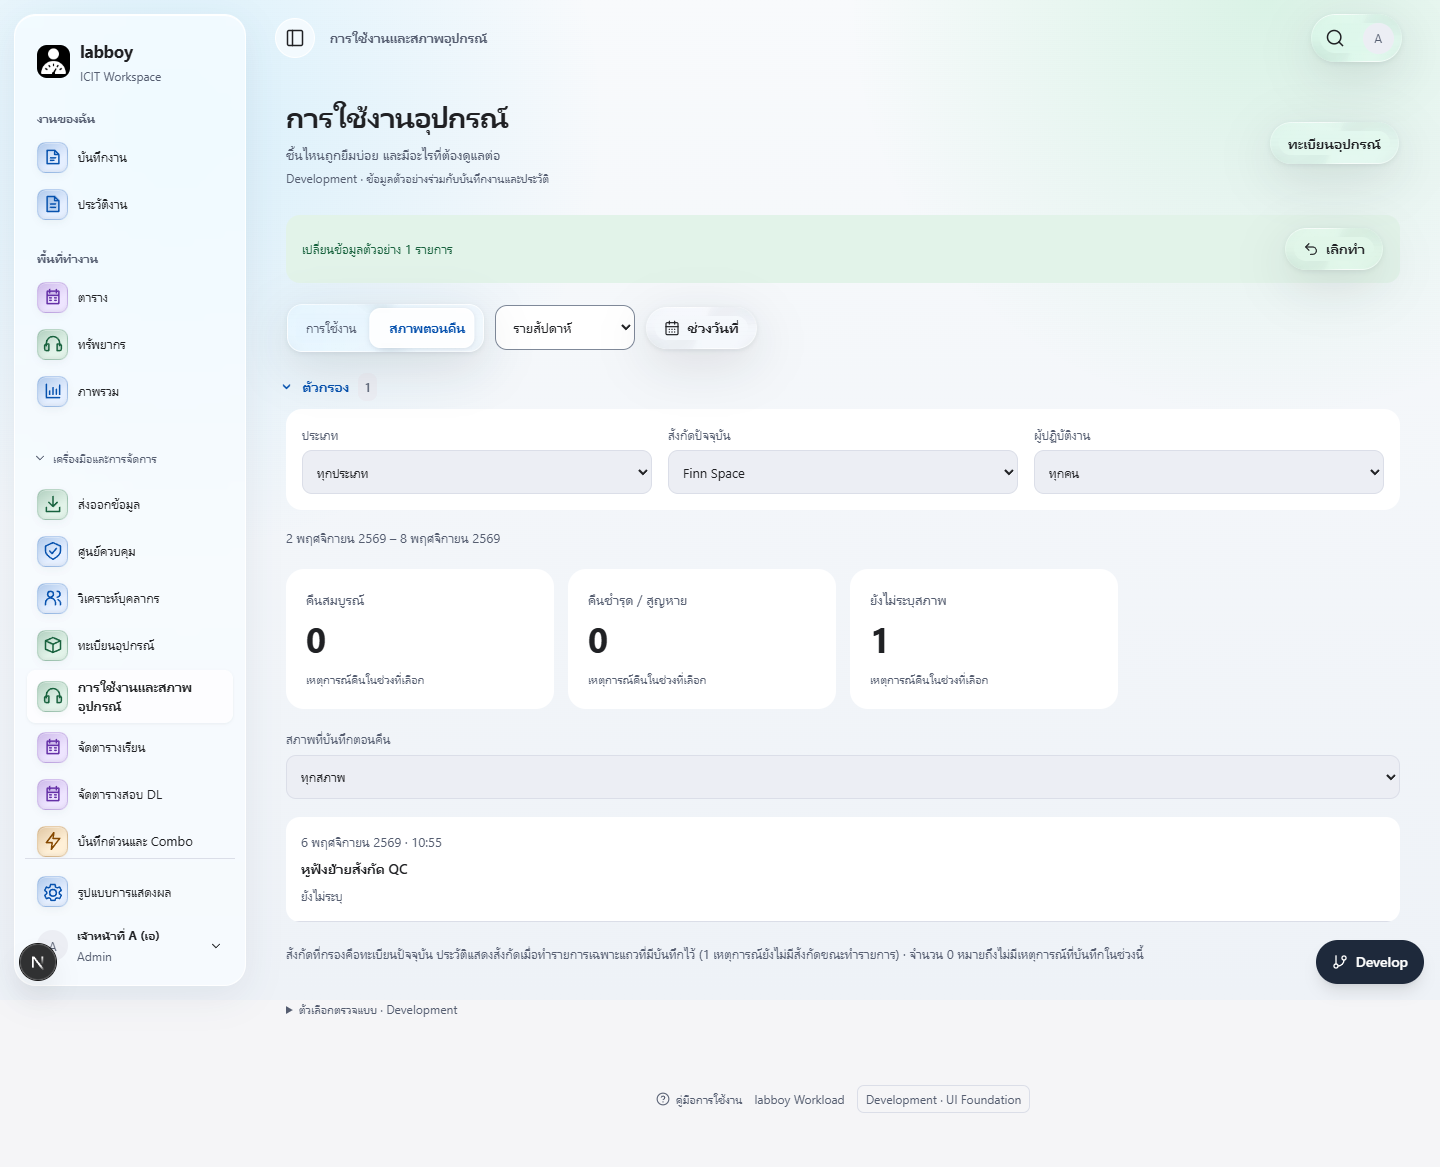 labboy
ICIT Workspace
งานของฉัน
บันทึกงาน
ประวัติงาน
พื้นที่ทำงาน
ตาราง
ทรัพยากร
ภาพรวม
เครื่องมือและการจัดการ
ส่งออกข้อมูล
ศูนย์ควบคุม
วิเคราะห์บุคลากร
ทะเบียนอุปกรณ์
การใช้งานและสภาพ
อุปกรณ์
จัดตารางเรียน
จัดตารางสอบ DL
บันทึกด่วนและ Combo
รูปแบบการแสดงผล
A
เจ้าหน้าที่ A (เอ)
Admin
N
การใช้งานและสภาพอุปกรณ์
A
การใช้งานอุปกรณ์
ชิ้นไหนถูกยืมบ่อย และมีอะไรที่ต้องดูแลต่อ
Development · ข้อมูลตัวอย่างร่วมกับบันทึกงานและประวัติ
ทะเบียนอุปกรณ์
เปลี่ยนข้อมูลตัวอย่าง 1 รายการ
เลิกทำ
การใช้งาน
สภาพตอนคืน
รายสัปดาห์
ช่วงวันที่
ตัวกรอง 1
ประเภท
ทุกประเภท
สังกัดปัจจุบัน
Finn Space
ผู้ปฏิบัติงาน
ทุกคน
2 พฤศจิกายน 2569 – 8 พฤศจิกายน 2569
คืนสมบูรณ์
0
เหตุการณ์คืนในช่วงที่เลือก
คืนชำรุด / สูญหาย
0
เหตุการณ์คืนในช่วงที่เลือก
ยังไม่ระบุสภาพ
1
เหตุการณ์คืนในช่วงที่เลือก
สภาพที่บันทึกตอนคืน
ทุกสภาพ
6 พฤศจิกายน 2569 · 10:55
หูฟังย้ายสังกัด QC
ยังไม่ระบุ
สังกัดที่กรองคือทะเบียนปัจจุบัน ประวัติแสดงสังกัดเมื่อทำรายการเฉพาะแถวที่มีบันทึกไว้ (1 เหตุการณ์ยังไม่มีสังกัดขณะทำรายการ) · จำนวน 0 หมายถึงไม่มีเหตุการณ์ที่บันทึกในช่วงนี้
Develop
ตัวเลือกตรวจแบบ · Development
คู่มือการใช้งาน
labboy Workload
Development · UI Foundation